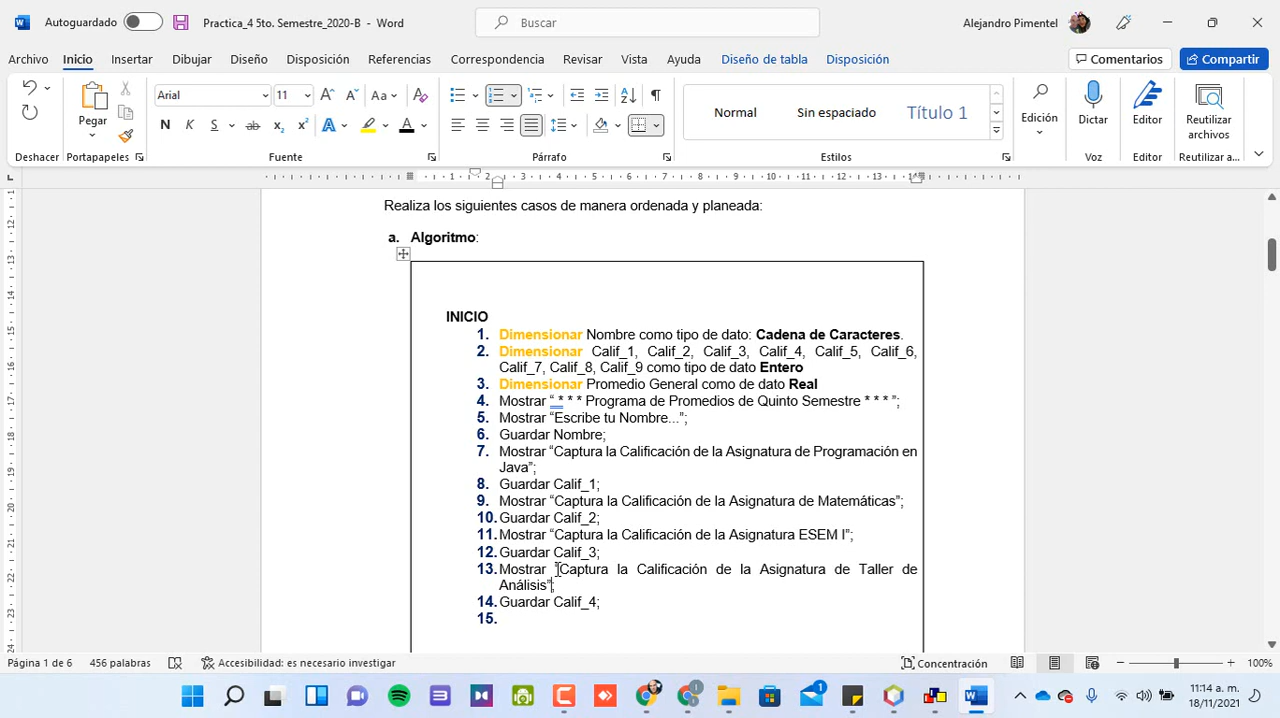 Autoguardado
Practica_4 5to. Semestre_2020-B - Word
Buscar
Alejandro Pimentel
Archivo Inicio Insertar Dibujar Diseño Disposición Referencias Correspondencia Revisar Vista Ayuda Diseño de tabla Disposición
Comentarios Compartir
Pegar
Arial 11
Aa
N K S ab x₂ x² A A
Normal Sin espaciado Título 1
Edición Dictar Editor Reutilizar archivos
Deshacer Portapapeles Fuente Párrafo Estilos Voz Editor Reutilizar a...
Realiza los siguientes casos de manera ordenada y planeada:
a. Algoritmo:
INICIO
1. Dimensionar Nombre como tipo de dato: Cadena de Caracteres.
2. Dimensionar Calif_1, Calif_2, Calif_3, Calif_4, Calif_5, Calif_6,
Calif_7, Calif_8, Calif_9 como tipo de dato Entero
3. Dimensionar Promedio General como de dato Real
4. Mostrar “ * * * Programa de Promedios de Quinto Semestre * * * ”;
5. Mostrar “Escribe tu Nombre...”;
6. Guardar Nombre;
7. Mostrar “Captura la Calificación de la Asignatura de Programación en
Java”;
8. Guardar Calif_1;
9. Mostrar “Captura la Calificación de la Asignatura de Matemáticas”;
10. Guardar Calif_2;
11. Mostrar “Captura la Calificación de la Asignatura ESEM I”;
12. Guardar Calif_3;
13. Mostrar “Captura la Calificación de la Asignatura de Taller de
Análisis”;
14. Guardar Calif_4;
15.
Página 1 de 6 456 palabras Accesibilidad: es necesario investigar Concentración 100%
11:14 a. m.
18/11/2021